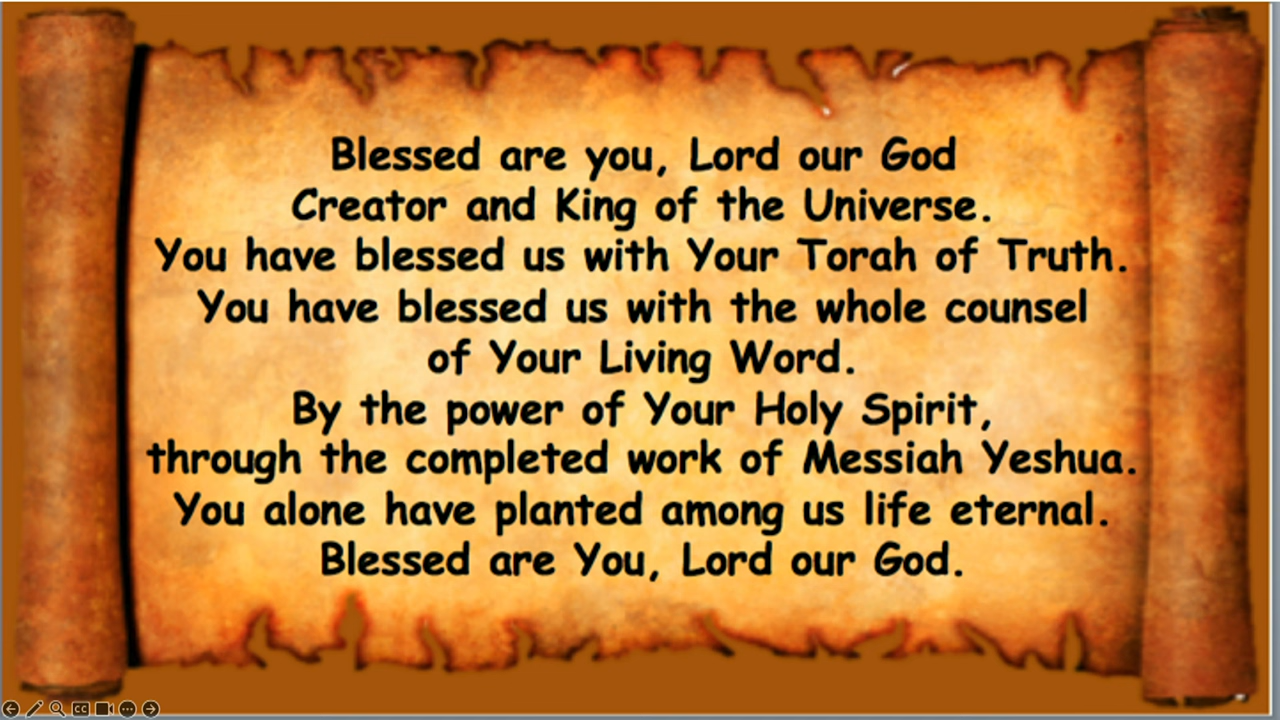 Blessed are you, Lord our God
Creator and King of the Universe.
You have blessed us with Your Torah of Truth.
You have blessed us with the whole counsel
of Your Living Word.
By the power of Your Holy Spirit,
through the completed work of Messiah Yeshua.
You alone have planted among us life eternal.
Blessed are You, Lord our God.
CC